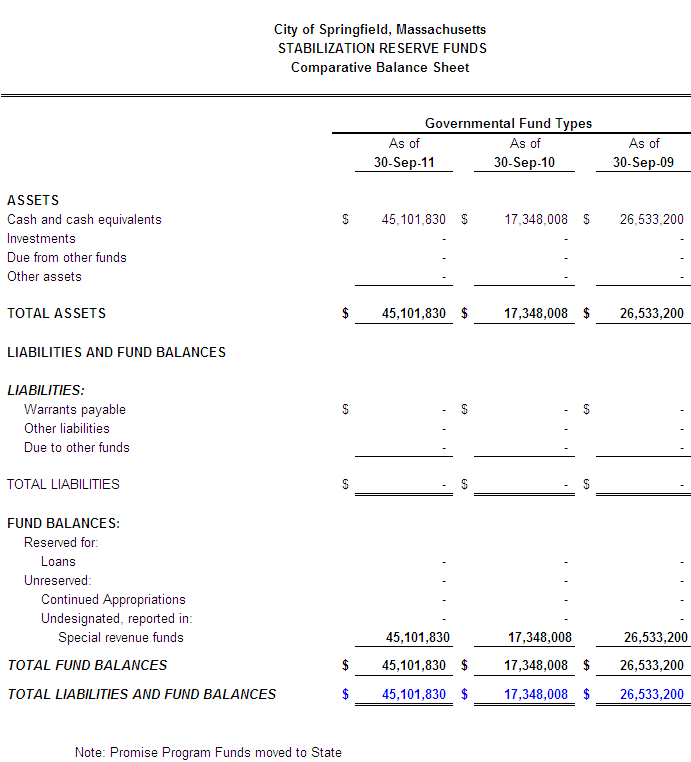 City of Springfield, Massachusetts
STABILIZATION RESERVE FUNDS
Comparative Balance Sheet
Governmental Fund Types
As of As of As of
30-Sep-11 30-Sep-10 30-Sep-09
ASSETS
Cash and cash equivalents $ 45,101,830 $ 17,348,008 $ 26,533,200
Investments - - -
Due from other funds - - -
Other assets - - -
TOTAL ASSETS $ 45,101,830 $ 17,348,008 $ 26,533,200
LIABILITIES AND FUND BALANCES
LIABILITIES:
Warrants payable $ - $ - $ -
Other liabilities - - -
Due to other funds - - -
TOTAL LIABILITIES $ - $ - $ -
FUND BALANCES:
Reserved for:
Loans - - -
Unreserved: - - -
Continued Appropriations - - -
Undesignated, reported in: - - -
Special revenue funds 45,101,830 17,348,008 26,533,200
TOTAL FUND BALANCES $ 45,101,830 $ 17,348,008 $ 26,533,200
TOTAL LIABILITIES AND FUND BALANCES $ 45,101,830 $ 17,348,008 $ 26,533,200
Note: Promise Program Funds moved to State